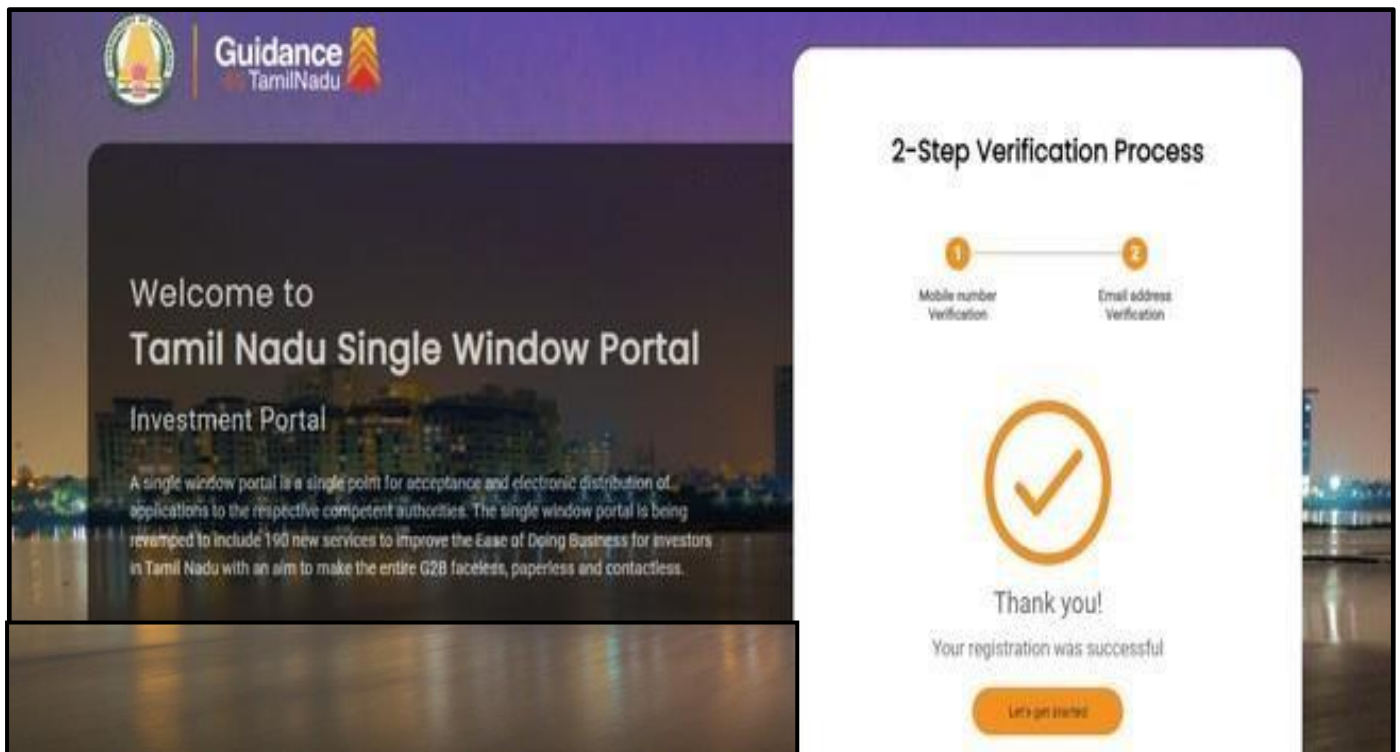 Guidance
TamilNadu
Welcome to
Tamil Nadu Single Window Portal
Investment Portal
A single window portal is a single point for acceptance and electronic distribution of
applications to the respective competent authorities. The single window portal is being
revamped to include 190 new services to improve the Ease of Doing Business for investors
in Tamil Nadu with an aim to make the entire G2B faceless, paperless and contactless.
2-Step Verification Process
1 2
Mobile number Email address
Verification Verification
Thank you!
Your registration was successful
Let's get started